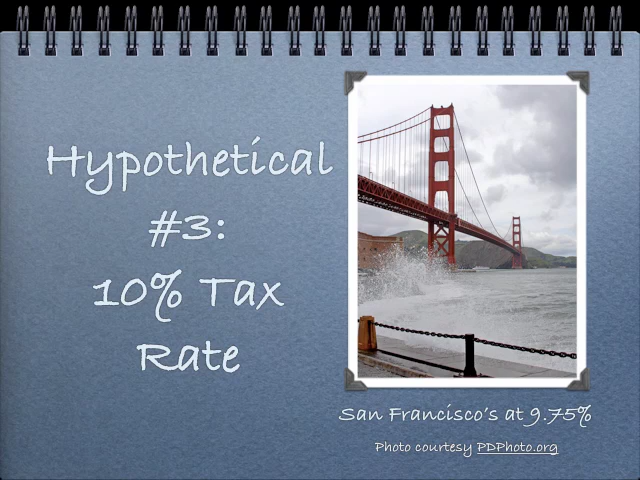 Hypothetical
#3:
10% Tax
Rate
San Francisco's at 9.75%
Photo courtesy PDPhoto.org